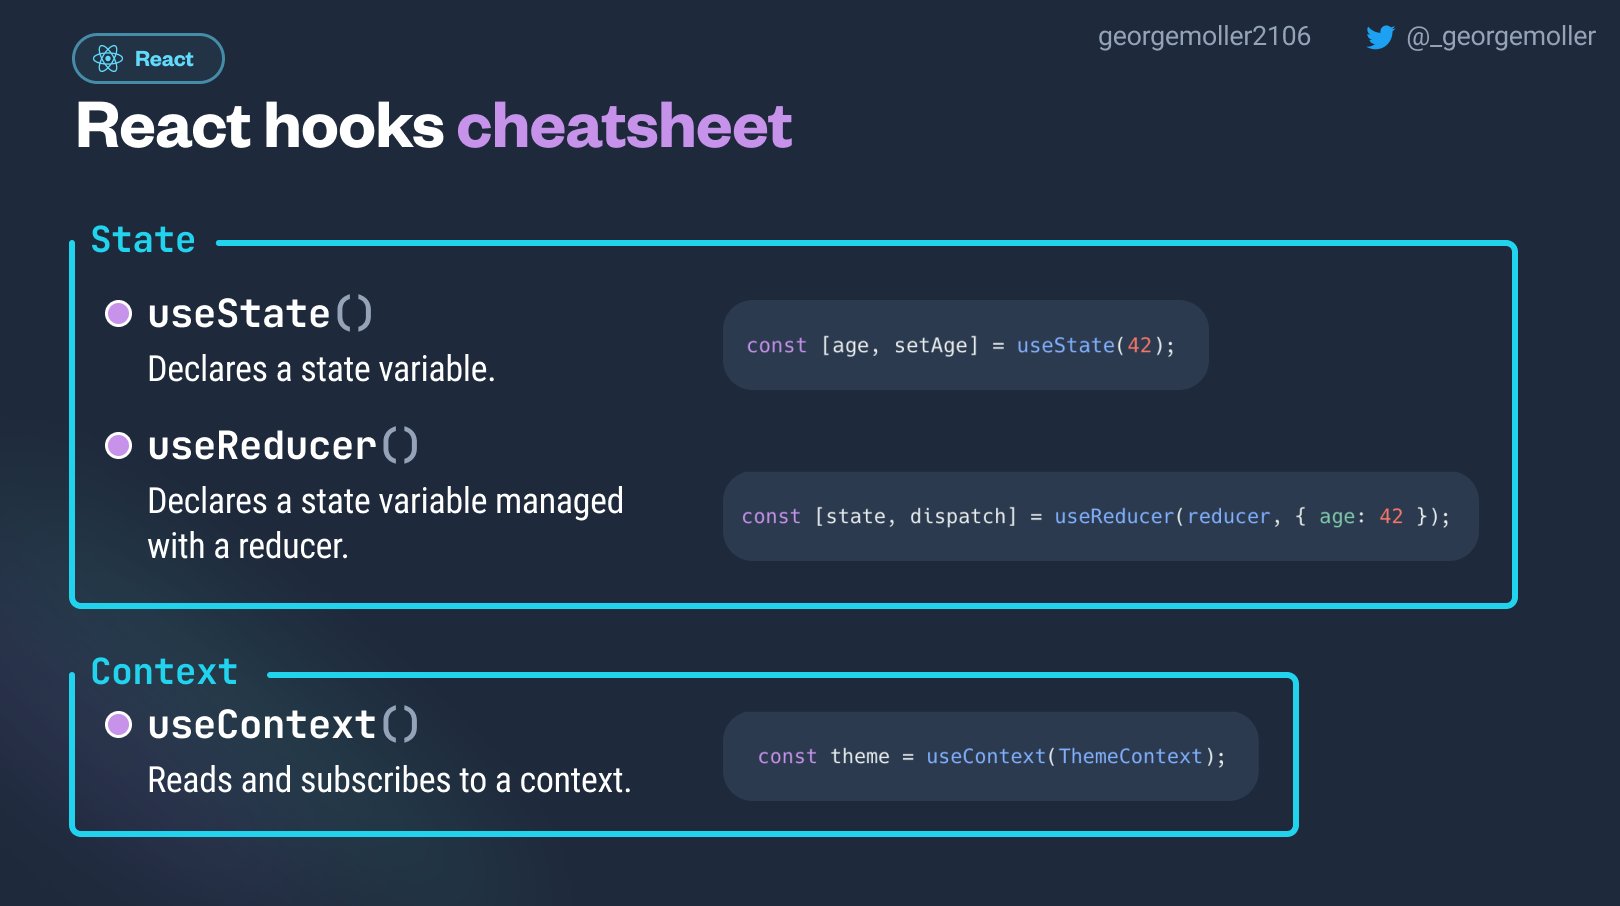 georgemoller2106 @_georgemoller
React
React hooks cheatsheet
State
useState()
Declares a state variable.
const [age, setAge] = useState(42);
useReducer()
Declares a state variable managed
with a reducer.
const [state, dispatch] = useReducer(reducer, { age: 42 });
Context
useContext()
Reads and subscribes to a context.
const theme = useContext(ThemeContext);